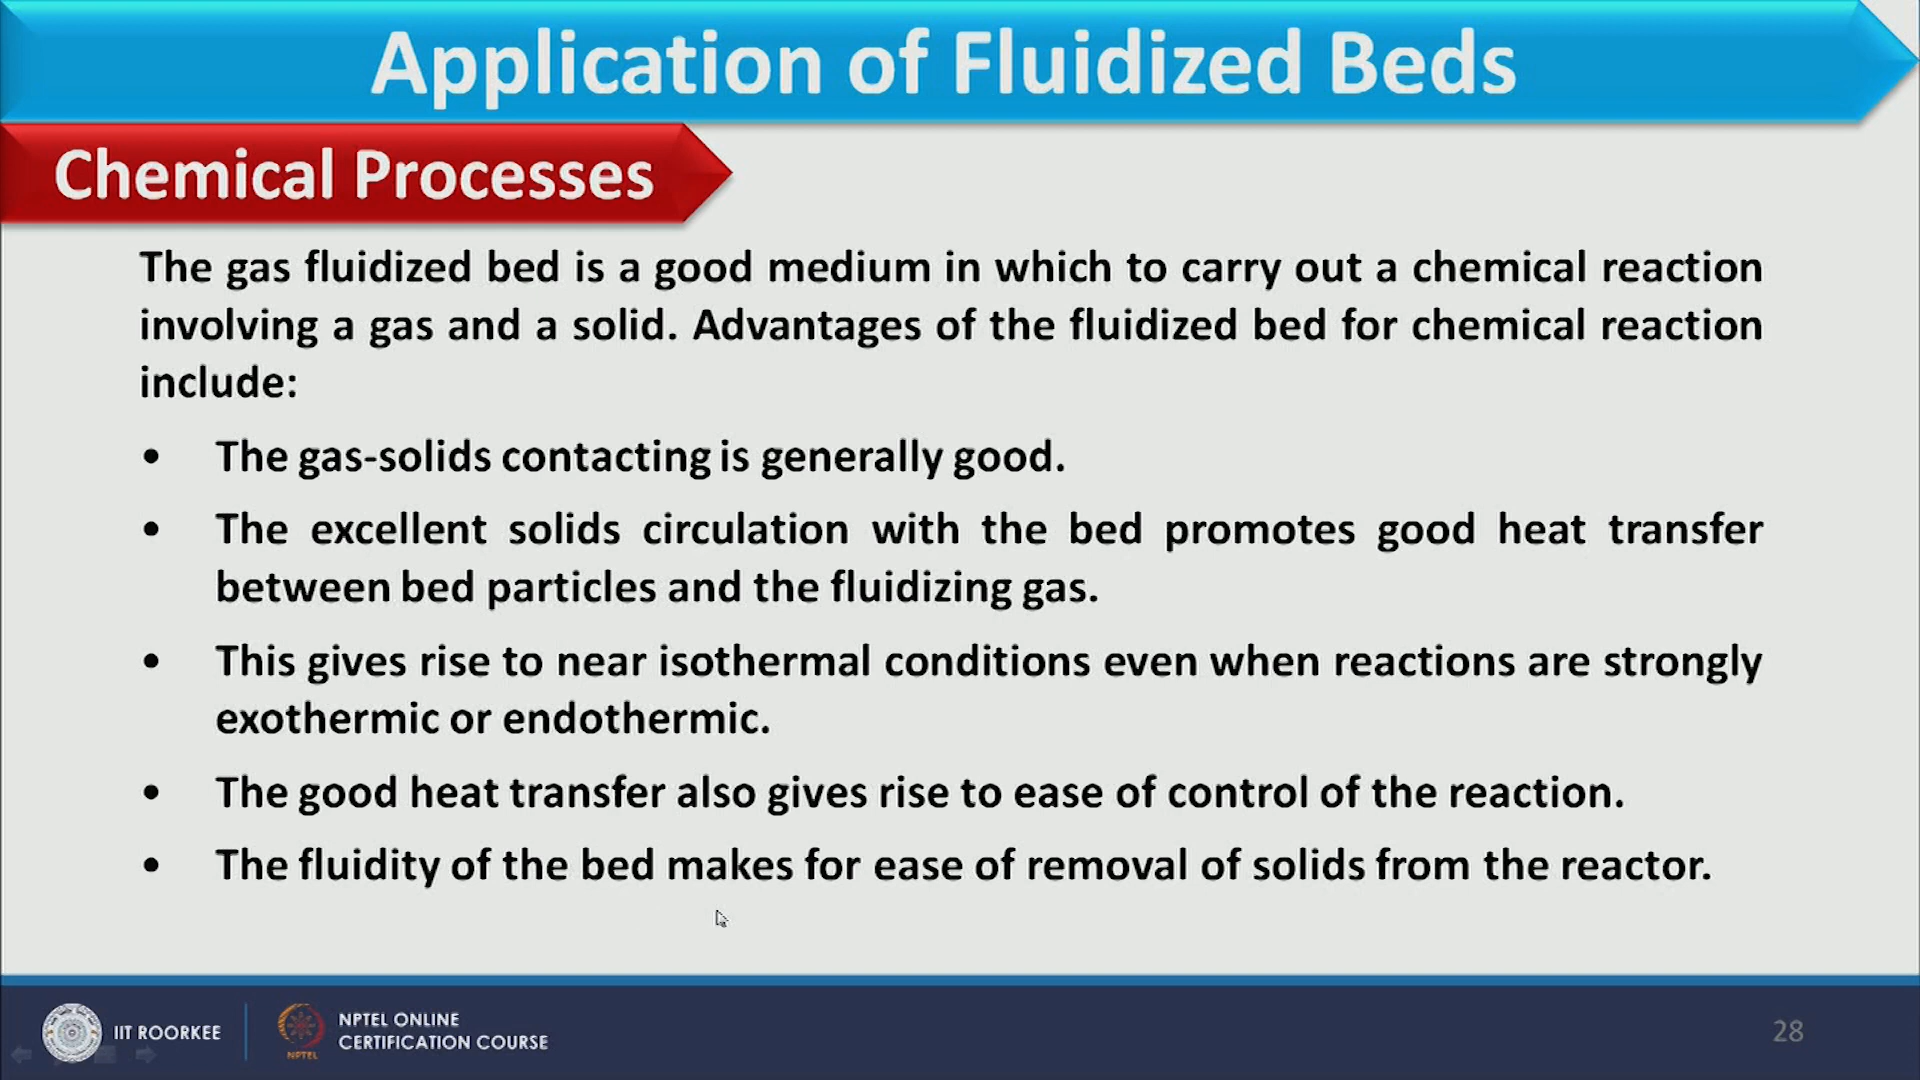 Application of Fluidized Beds
Chemical Processes
The gas fluidized bed is a good medium in which to carry out a chemical reaction
involving a gas and a solid. Advantages of the fluidized bed for chemical reaction
include:
• The gas-solids contacting is generally good.
• The excellent solids circulation with the bed promotes good heat transfer
between bed particles and the fluidizing gas.
• This gives rise to near isothermal conditions even when reactions are strongly
exothermic or endothermic.
• The good heat transfer also gives rise to ease of control of the reaction.
• The fluidity of the bed makes for ease of removal of solids from the reactor.
IIT ROORKEE
NPTEL
NPTEL ONLINE
CERTIFICATION COURSE
28